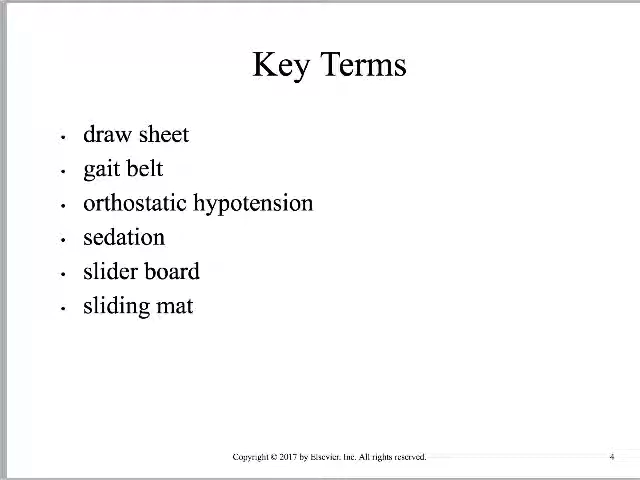 Key Terms
• draw sheet
• gait belt
• orthostatic hypotension
• sedation
• slider board
• sliding mat
Copyright © 2017 by Elsevier. Inc. All rights reserved.
4